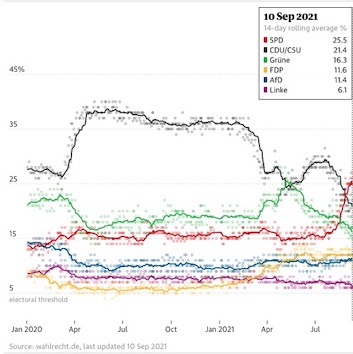 10 Sep 2021
14-day rolling average %
SPD 25.5
CDU/CSU 21.4
Grüne 16.3
FDP 11.6
AfD 11.4
Linke 6.1
45%
35
25
15
5
electoral threshold
Jan 2020 Apr Jul Oct Jan 2021 Apr Jul
Source: wahlrecht.de, last updated 10 Sep 2021